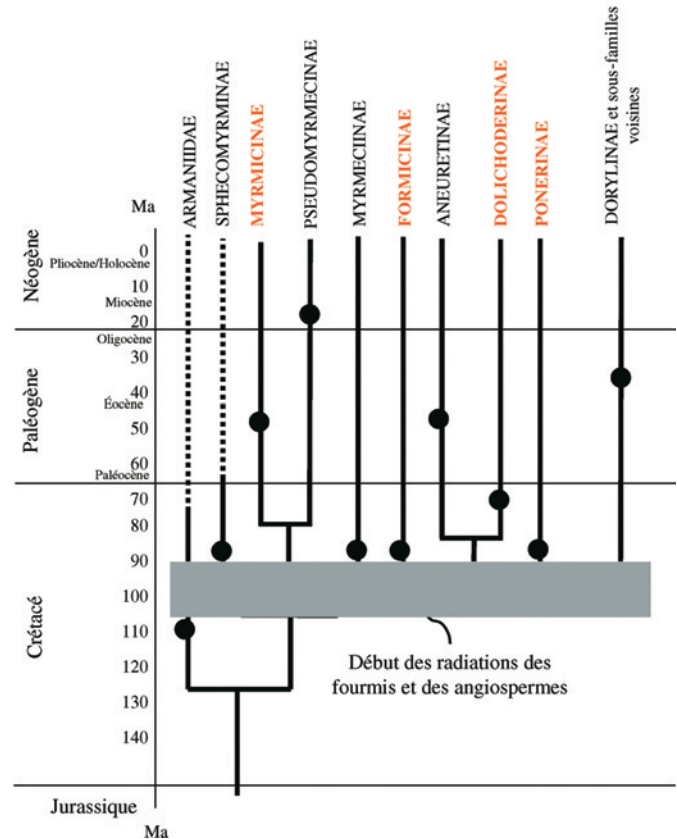 ARMANIIDAE
SPHECOMYRMINAE
MYRMICINAE
PSEUDOMYRMECINAE
MYRMECIINAE
FORMICINAE
ANEURETINAE
DOLICHODERINAE
PONERINAE
DORYLINAE et sous-familles
voisines
Ma
Néogène
0
Pliocène/Holocène
10
Miocène
20
Paléogène
Oligocène
30
40
Éocène
50
60
Paléocène
Crétacé
70
80
90
100
110
120
130
140
Début des radiations des
fourmis et des angiospermes
Jurassique
Ma